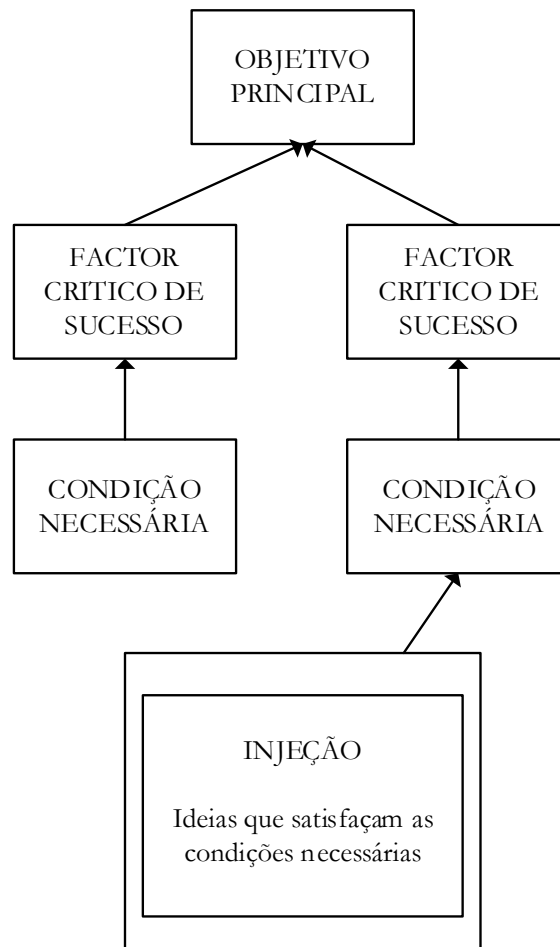 OBJETIVO
PRINCIPAL
FACTOR
CRITICO DE
SUCESSO
FACTOR
CRITICO DE
SUCESSO
CONDIÇÃO
NECESSÁRIA
CONDIÇÃO
NECESSÁRIA
INJEÇÃO
Ideias que satisfaçam as
condições necessárias